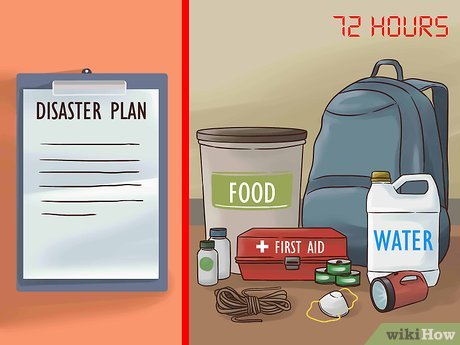 DISASTER PLAN
72 HOURS
FOOD
+ FIRST AID
WATER
wikiHow